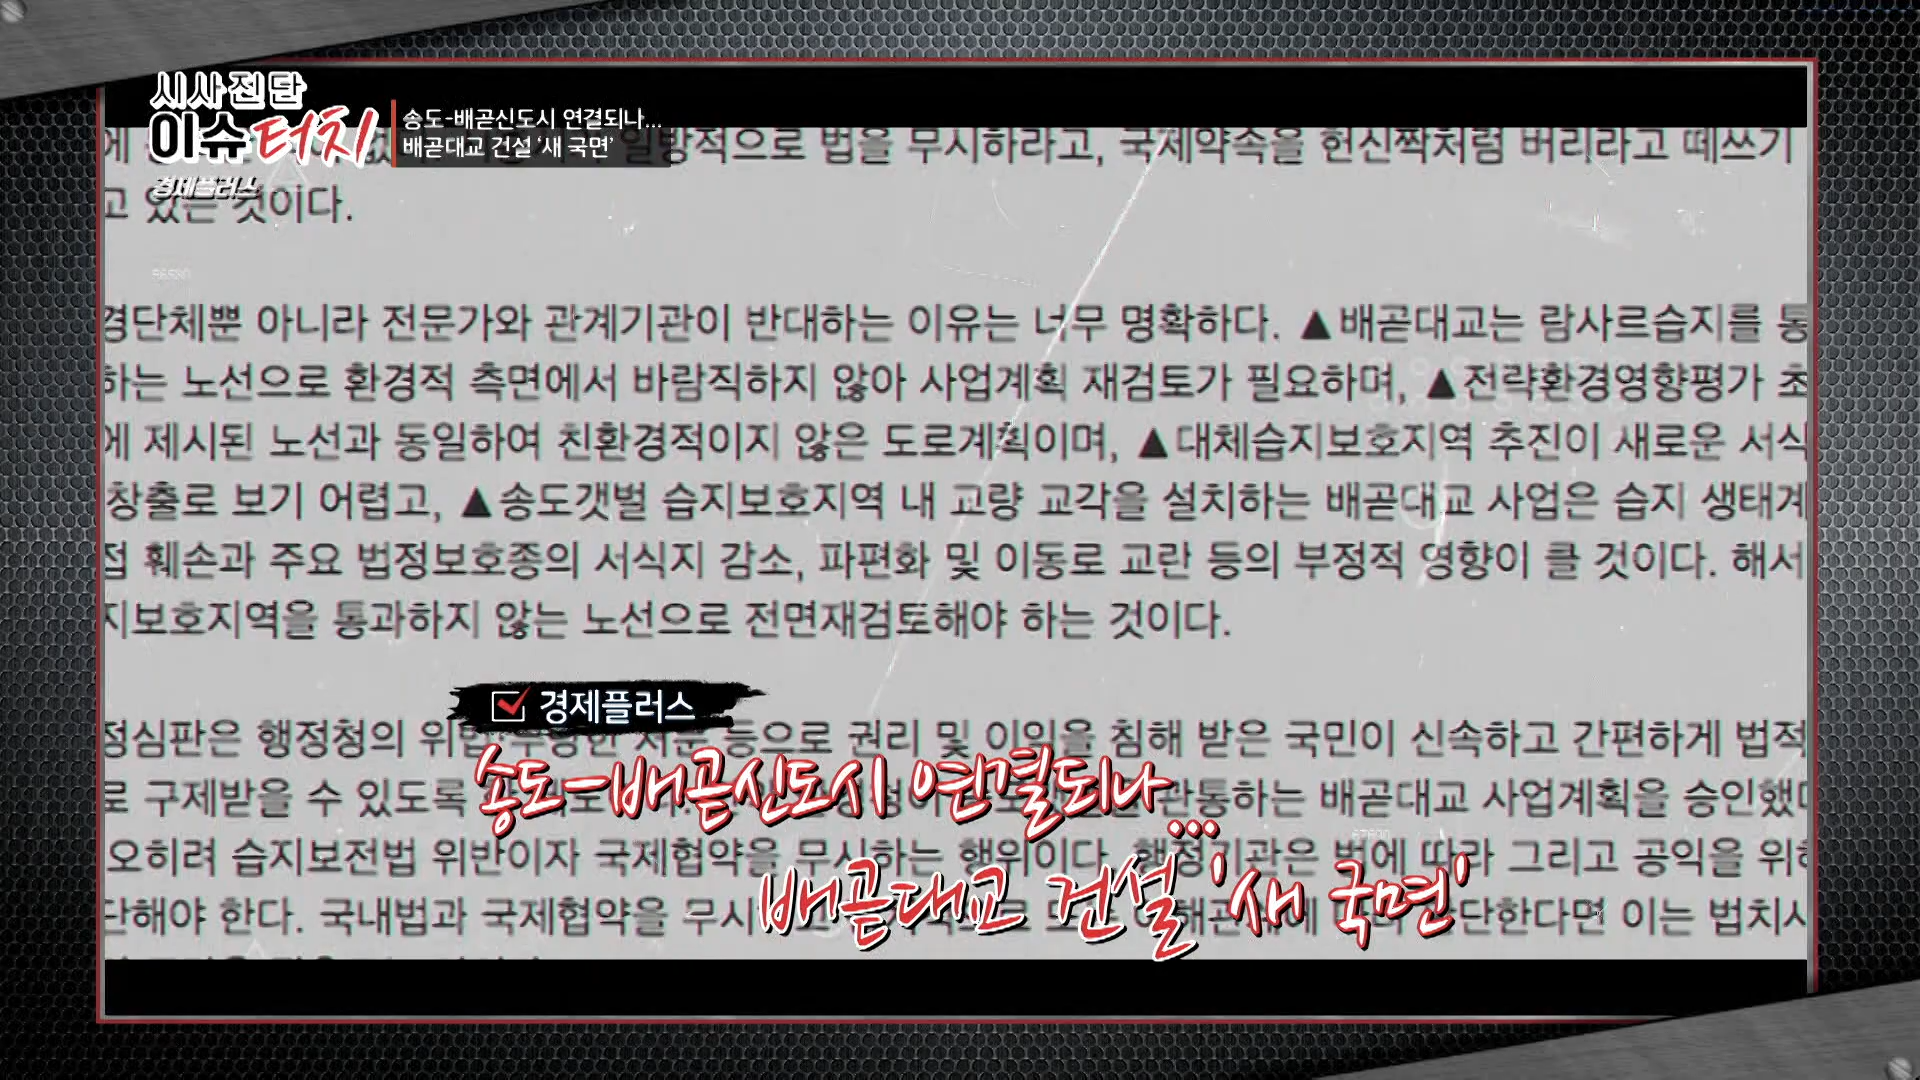 시사진단
이슈터치
경제플러스
송도-배곧신도시 연결되나...
배곧대교 건설 '새 국면'
에 일방적으로 법을 무시하라고, 국제약속을 헌신짝처럼 버리라고 떼쓰기
고 있는 것이다.
경단체뿐 아니라 전문가와 관계기관이 반대하는 이유는 너무 명확하다. ▲배곧대교는 람사르습지를 통
하는 노선으로 환경적 측면에서 바람직하지 않아 사업계획 재검토가 필요하며, ▲전략환경영향평가 초
에 제시된 노선과 동일하여 친환경적이지 않은 도로계획이며, ▲대체습지보호지역 추진이 새로운 서식
창출로 보기 어렵고, ▲송도갯벌 습지보호지역 내 교량 교각을 설치하는 배곧대교 사업은 습지 생태계
접 훼손과 주요 법정보호종의 서식지 감소, 파편화 및 이동로 교란 등의 부정적 영향이 클 것이다. 해서
지보호지역을 통과하지 않는 노선으로 전면재검토해야 하는 것이다.
경제플러스
정심판은 행정청의 등으로 권리 및 이익을 침해 받은 국민이 신속하고 간편하게 법적
로 구제받을 수 있도록 관통하는 배곧대교 사업계획을 승인했다
송도-배곧신도시 연결되나...
오히려 습지보전법 위반이자 국제협약을 무시하는 행위이다. 행정기관은 법에 따라 그리고 공익을 위하
배곧대교 건설 '새 국면'
단해야 한다. 국내법과 국제협약을 이는 법치사